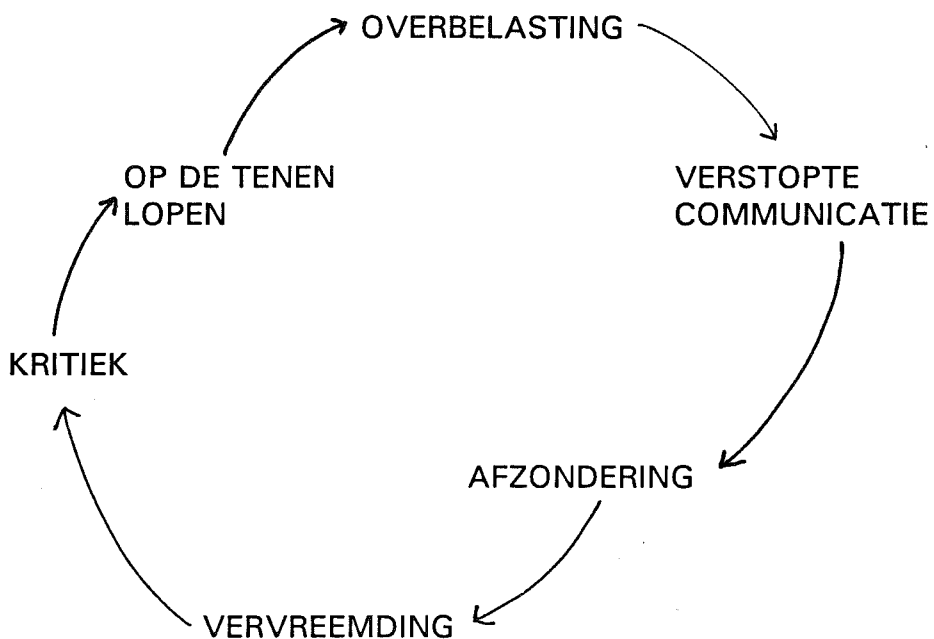 OVERBELASTING
VERSTOPTE
COMMUNICATIE
AFZONDERING
VERVREEMDING
KRITIEK
OP DE TENEN
LOPEN